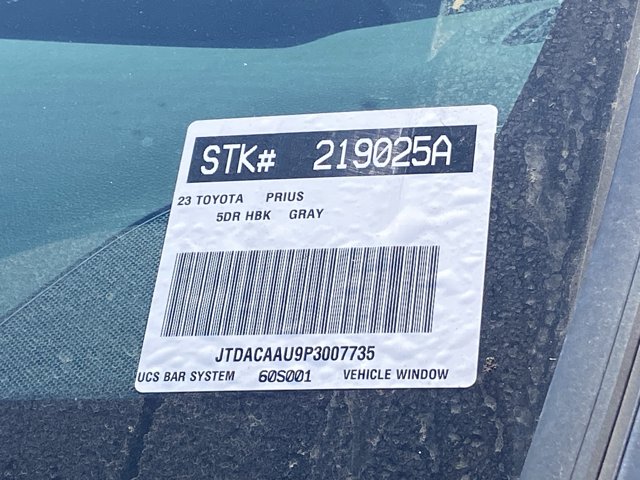 STK# 219025A
23 TOYOTA PRIUS
5DR HBK GRAY
JTDACAAU9P3007735
UCS BAR SYSTEM 60S001 VEHICLE WINDOW